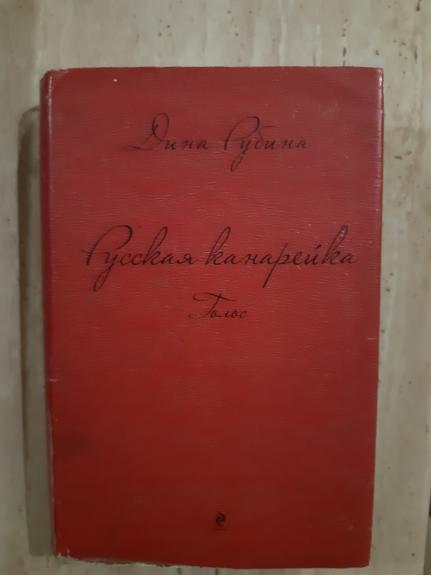 Дина Рубина
Русская канарейка
Голос